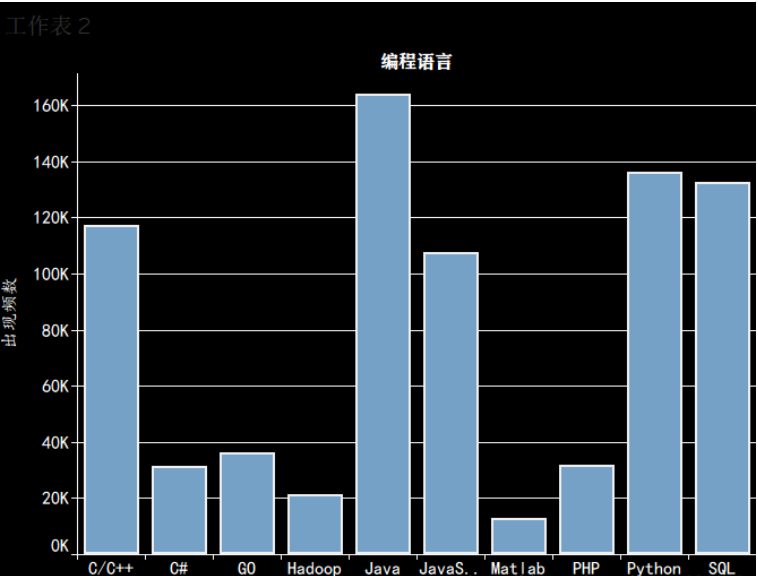 工作表 2
编程语言
160K
140K
120K
100K
80K
60K
40K
20K
0K
出现频数
C/C++ C# GO Hadoop Java JavaS.. Matlab PHP Python SQL